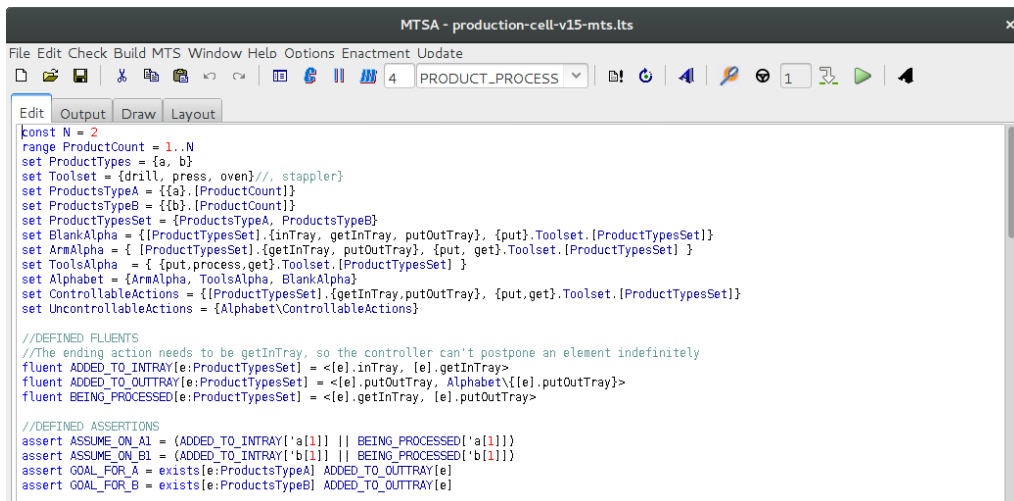 MTSA - production-cell-v15-mts.lts
File Edit Check Build MTS Window Help Options Enactment Update
4 PRODUCT_PROCESS 1
Edit Output Draw Layout
const N = 2
range ProductCount = 1..N
set ProductTypes = {a, b}
set Toolset = {drill, press, oven}//, stappler}
set ProductsTypeA = {{a}.[ProductCount]}
set ProductsTypeB = {{b}.[ProductCount]}
set ProductTypesSet = {ProductsTypeA, ProductsTypeB}
set BlankAlpha = {[ProductTypesSet].{inTray, getInTray, putOutTray}, {put}.Toolset.[ProductTypesSet]}
set ArmAlpha = { [ProductTypesSet].{getInTray, putOutTray}, {put, get}.Toolset.[ProductTypesSet] }
set ToolsAlpha  = { {put,process,get}.Toolset.[ProductTypesSet] }
set Alphabet = {ArmAlpha, ToolsAlpha, BlankAlpha}
set ControllableActions = {[ProductTypesSet].{getInTray,putOutTray}, {put,get}.Toolset.[ProductTypesSet]}
set UncontrollableActions = {Alphabet\ControllableActions}
//DEFINED FLUENTS
//The ending action needs to be getInTray, so the controller can't postpone an element indefinitely
fluent ADDED_TO_INTRAY[e:ProductTypesSet] = <[e].inTray, [e].getInTray>
fluent ADDED_TO_OUTTRAY[e:ProductTypesSet] = <[e].putOutTray, Alphabet\{[e].putOutTray}>
fluent BEING_PROCESSED[e:ProductTypesSet] = <[e].getInTray, [e].putOutTray>
//DEFINED ASSERTIONS
assert ASSUME_ON_A1 = (ADDED_TO_INTRAY['a[1]] || BEING_PROCESSED['a[1]])
assert ASSUME_ON_B1 = (ADDED_TO_INTRAY['b[1]] || BEING_PROCESSED['b[1]])
assert GOAL_FOR_A = exists[e:ProductsTypeA] ADDED_TO_OUTTRAY[e]
assert GOAL_FOR_B = exists[e:ProductsTypeB] ADDED_TO_OUTTRAY[e]